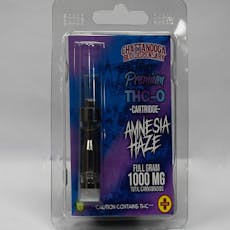 CHATTANOOGA
Premium
THC-O
-CARTRIDGE-
AMNESIA
HAZE
FULL GRAM
1000 MG
TOTAL CANNABINOIDS
CAUTION CONTAINS THC